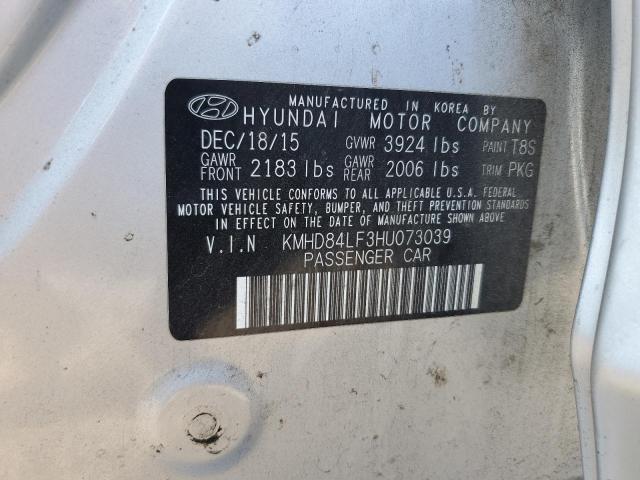 MANUFACTURED IN KOREA BY
HYUNDAI MOTOR COMPANY
DEC/18/15 GVWR 3924 lbs PAINT T8S
GAWR FRONT 2183 lbs GAWR REAR 2006 lbs TRIM PKG
THIS VEHICLE CONFORMS TO ALL APPLICABLE U.S.A. FEDERAL
MOTOR VEHICLE SAFETY, BUMPER, AND THEFT PREVENTION STANDARDS
IN EFFECT ON THE DATE OF MANUFACTURE SHOWN ABOVE.
V.I.N KMHD84LF3HU073039
PASSENGER CAR